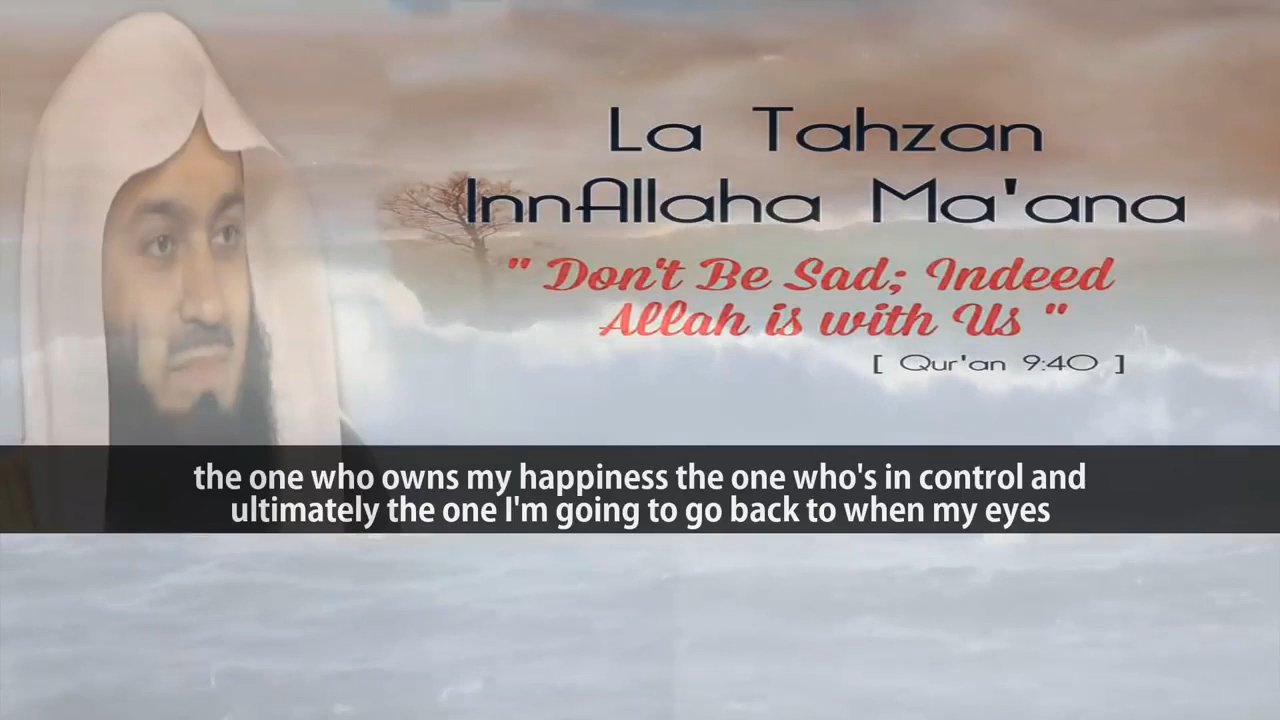 La Tahzan
InnAllaha Ma'ana
" Don't Be Sad; Indeed
Allah is with Us "
[ Qur'an 9:40 ]
the one who owns my happiness the one who's in control and
ultimately the one I'm going to go back to when my eyes